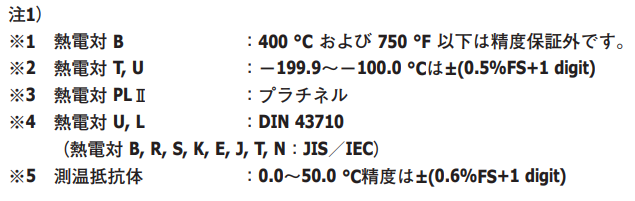 注1)
※1 熱電対 B ：400 °C および 750 °F 以下は精度保証外です。
※2 熱電対 T, U ：－199.9～－100.0 °Cは±(0.5%FS+1 digit)
※3 熱電対 PLⅡ ：プラチネル
※4 熱電対 U, L ：DIN 43710
（熱電対 B, R, S, K, E, J, T, N：JIS／IEC）
※5 測温抵抗体 ：0.0～50.0 °C精度は±(0.6%FS+1 digit)